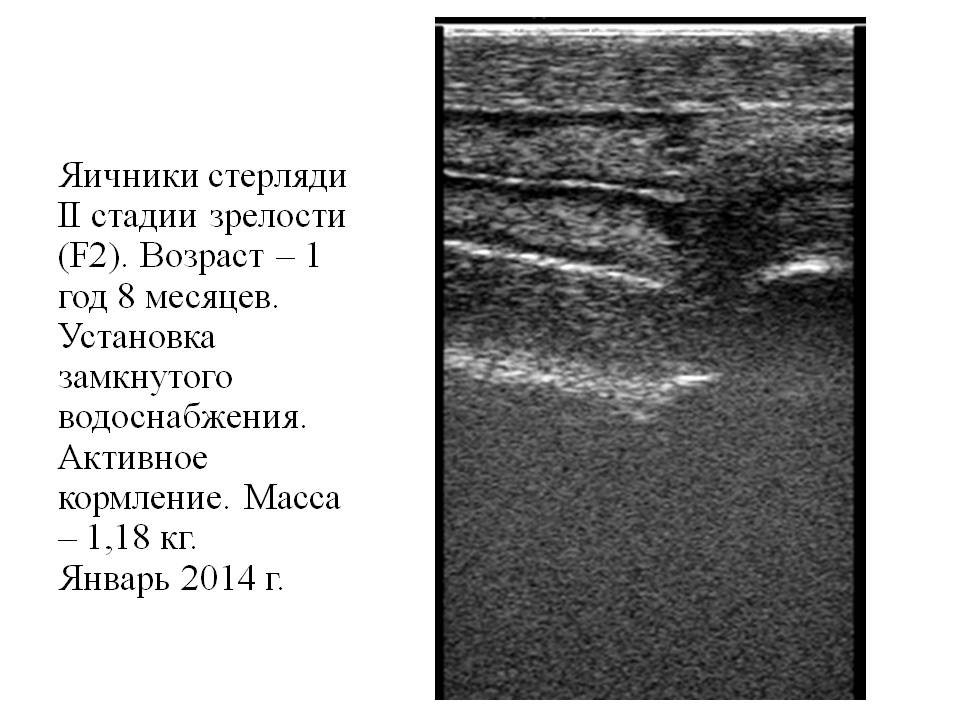 Яичники стерляди
II стадии зрелости
(F2). Возраст – 1
год 8 месяцев.
Установка
замкнутого
водоснабжения.
Активное
кормление. Масса
– 1,18 кг.
Январь 2014 г.